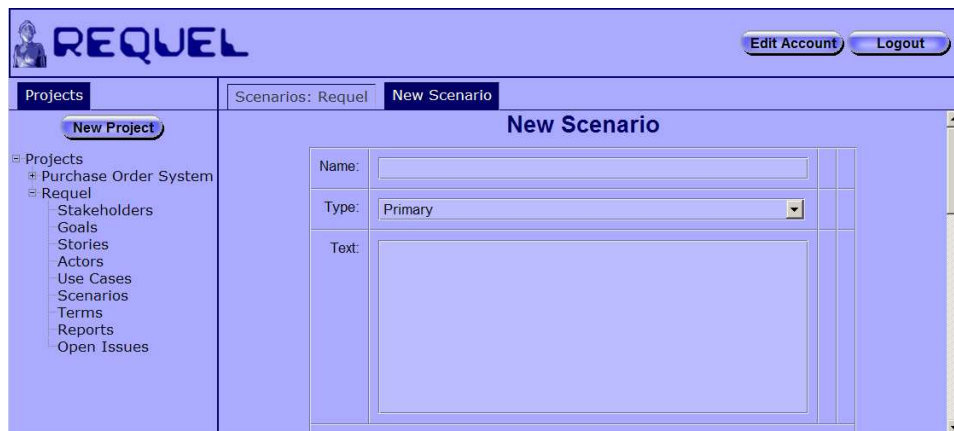 REQUEL
Edit Account
Logout
Projects
New Project
Projects
Purchase Order System
Requel
Stakeholders
Goals
Stories
Actors
Use Cases
Scenarios
Terms
Reports
Open Issues
Scenarios: Requel
New Scenario
New Scenario
Name:
Type:
Primary
Text: